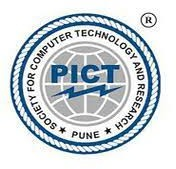 ®
SOCIETY FOR COMPUTER TECHNOLOGY AND RESEARCH
PICT
★ PUNE ★